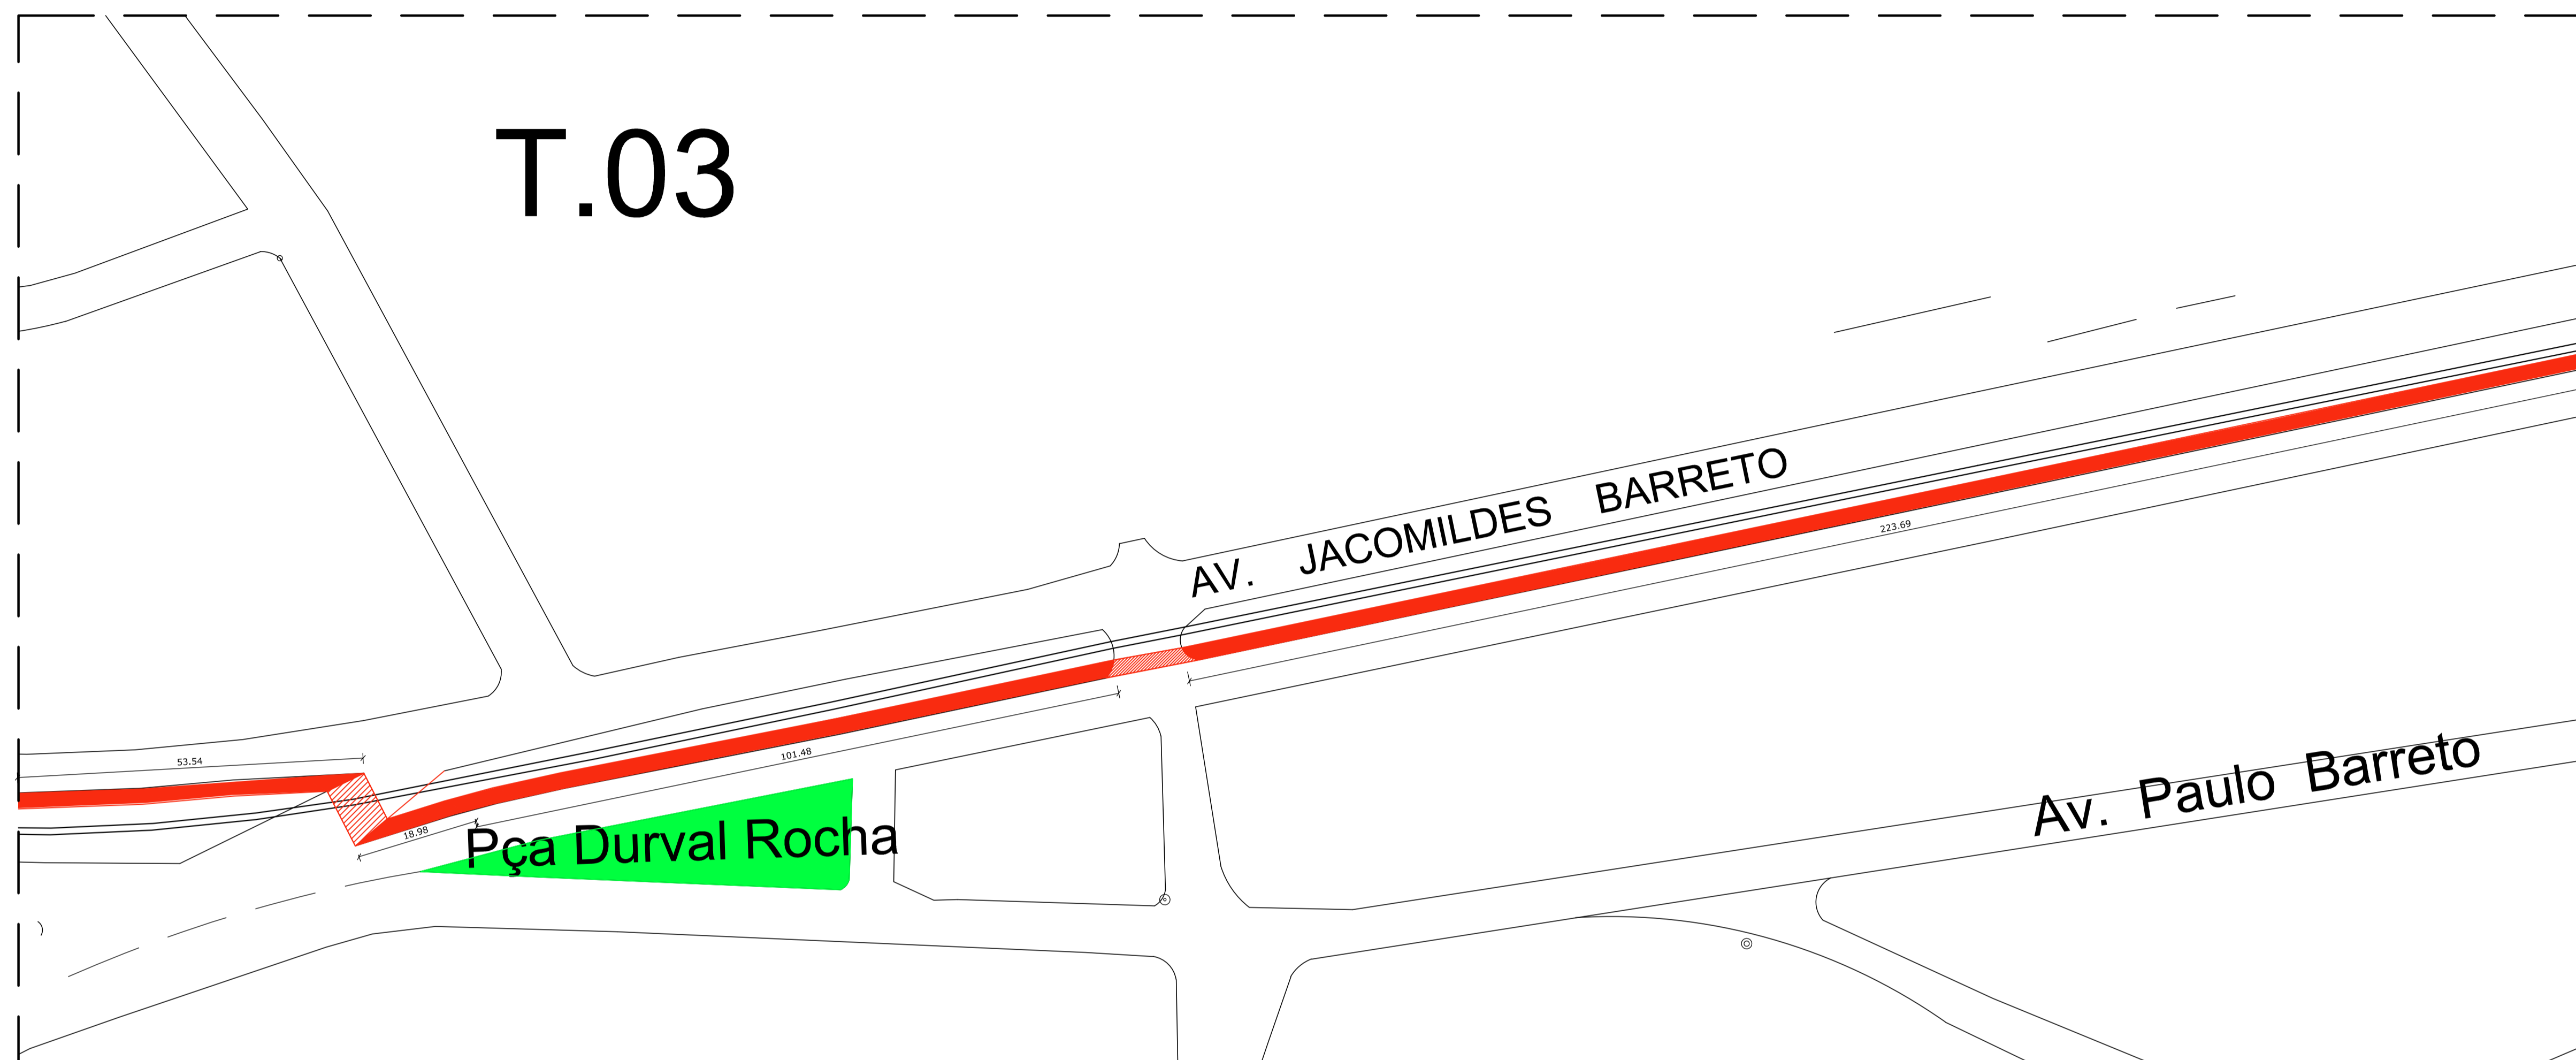 T.03
AV. JACOMILDES BARRETO
223.69
53.54
101.48
18.98
Pça Durval Rocha
Av. Paulo Barreto